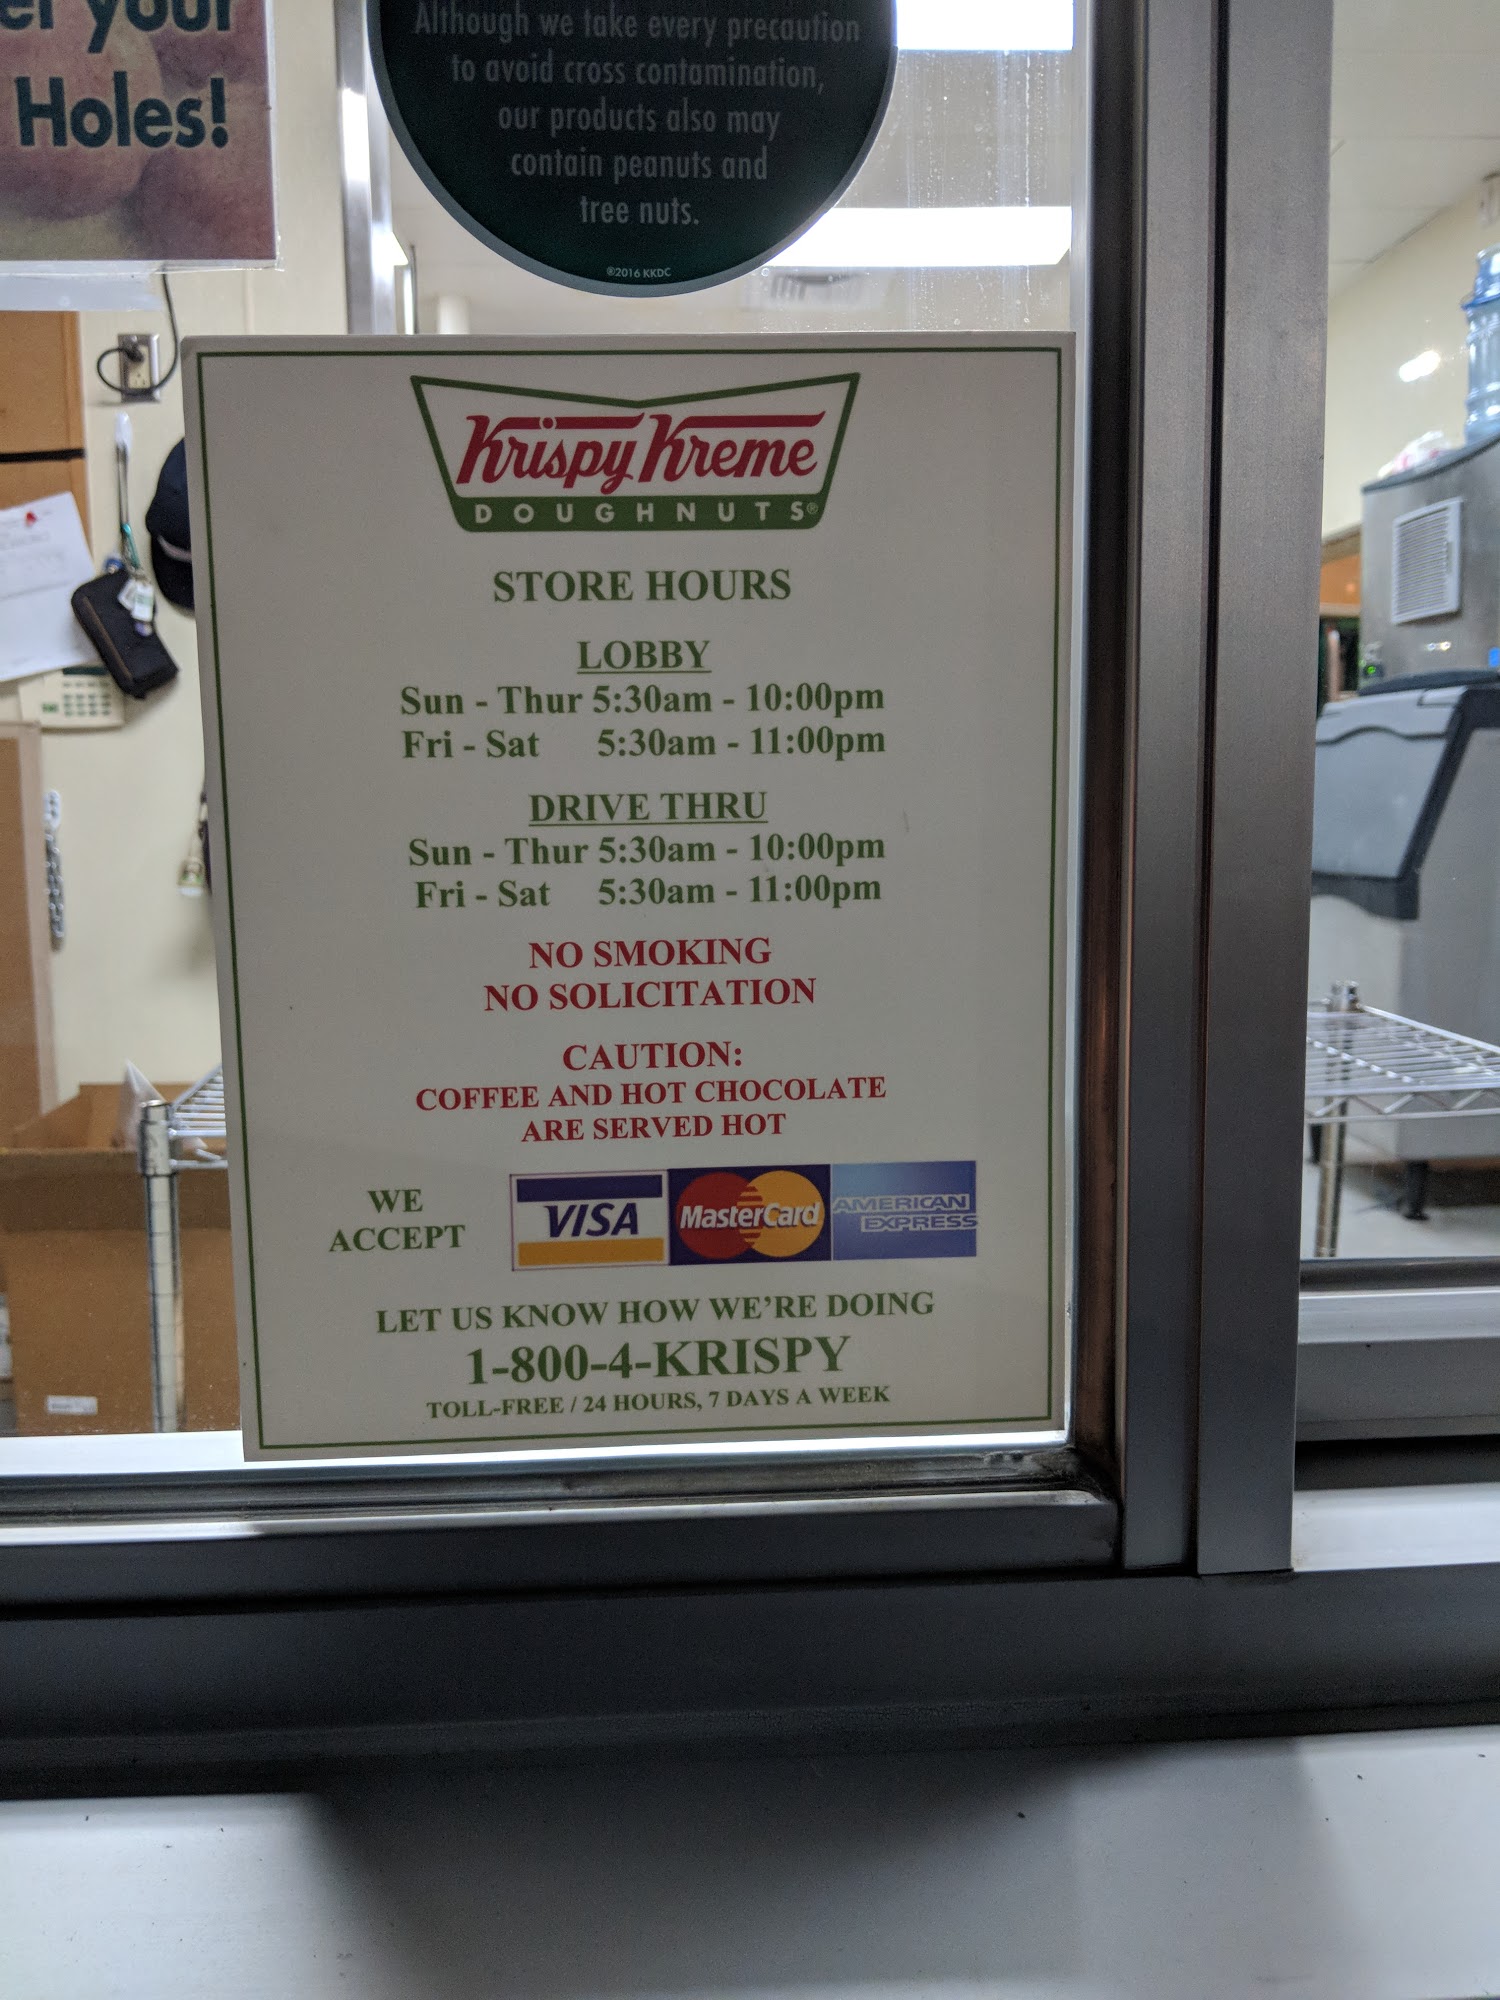 er your
Holes!
Although we take every precaution
to avoid cross contamination,
our products also may
contain peanuts and
tree nuts.
©2016 KKDC
Krispy Kreme
DOUGHNUTS®
STORE HOURS
LOBBY
Sun - Thur 5:30am - 10:00pm
Fri - Sat 5:30am - 11:00pm
DRIVE THRU
Sun - Thur 5:30am - 10:00pm
Fri - Sat 5:30am - 11:00pm
NO SMOKING
NO SOLICITATION
CAUTION:
COFFEE AND HOT CHOCOLATE
ARE SERVED HOT
WE
ACCEPT
VISA
MasterCard
AMERICAN
EXPRESS
LET US KNOW HOW WE'RE DOING
1-800-4-KRISPY
TOLL-FREE / 24 HOURS, 7 DAYS A WEEK